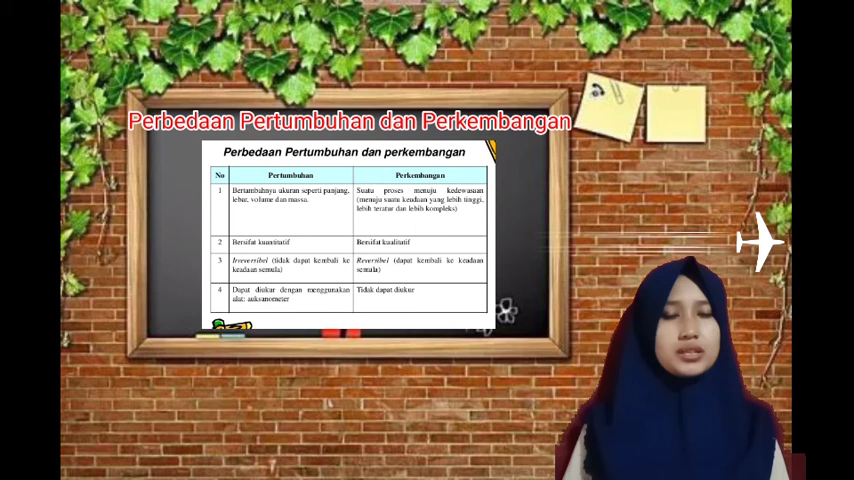 Perbedaan Pertumbuhan dan Perkembangan
Perbedaan Pertumbuhan dan perkembangan
No Pertumbuhan Perkembangan
1 Bertambahnya ukuran seperti panjang, Suatu proses menuju kedewasaan
lebar, volume dan massa. (menuju suatu keadaan yang lebih tinggi,
lebih teratur dan lebih kompleks)
2 Bersifat kuantitatif Bersifat kualitatif
3 Irreversibel (tidak dapat kembali ke Reversibel (dapat kembali ke keadaan
keadaan semula) semula)
4 Dapat diukur dengan menggunakan Tidak dapat diukur
alat: auksanometer